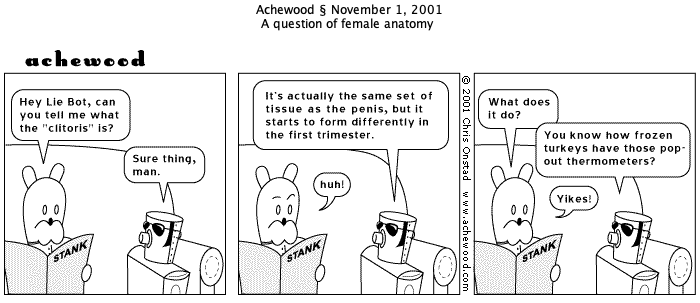 Achewood § November 1, 2001
A question of female anatomy
achewood
Hey Lie Bot, can
you tell me what
the "clitoris" is?
Sure thing,
man.
STANK
It's actually the same set of
tissue as the penis, but it
starts to form differently in
the first trimester.
huh!
STANK
© 2001 Chris Onstad www.achewood.com
What does
it do?
You know how frozen
turkeys have those pop-
out thermometers?
Yikes!
STANK